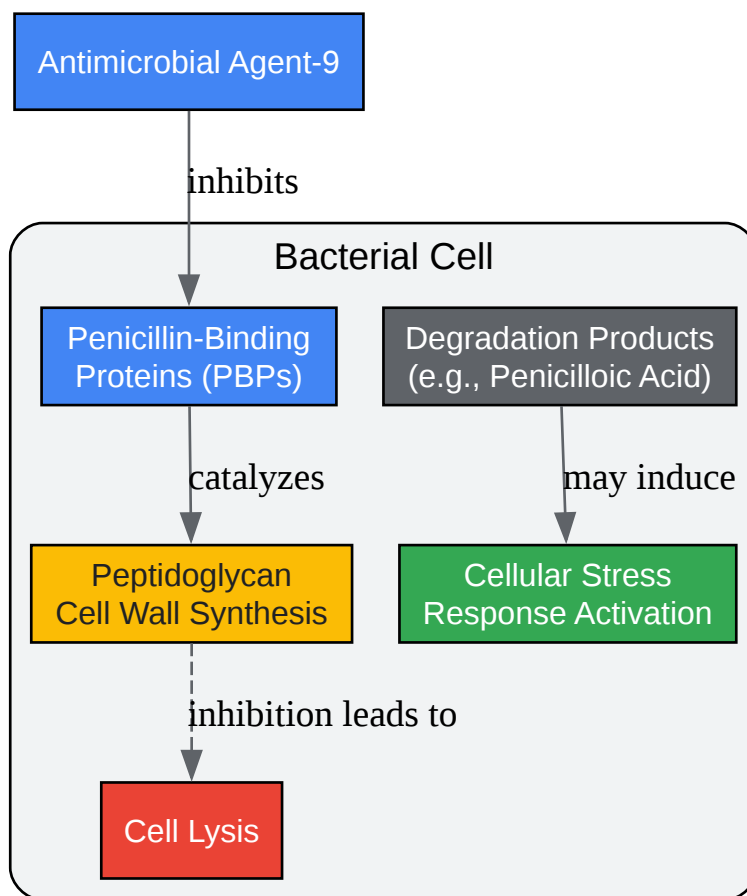 Antimicrobial Agent-9
inhibits
Bacterial Cell
Penicillin-Binding
Proteins (PBPs)
Degradation Products
(e.g., Penicilloic Acid)
catalyzes
may induce
Peptidoglycan
Cell Wall Synthesis
Cellular Stress
Response Activation
inhibition leads to
Cell Lysis